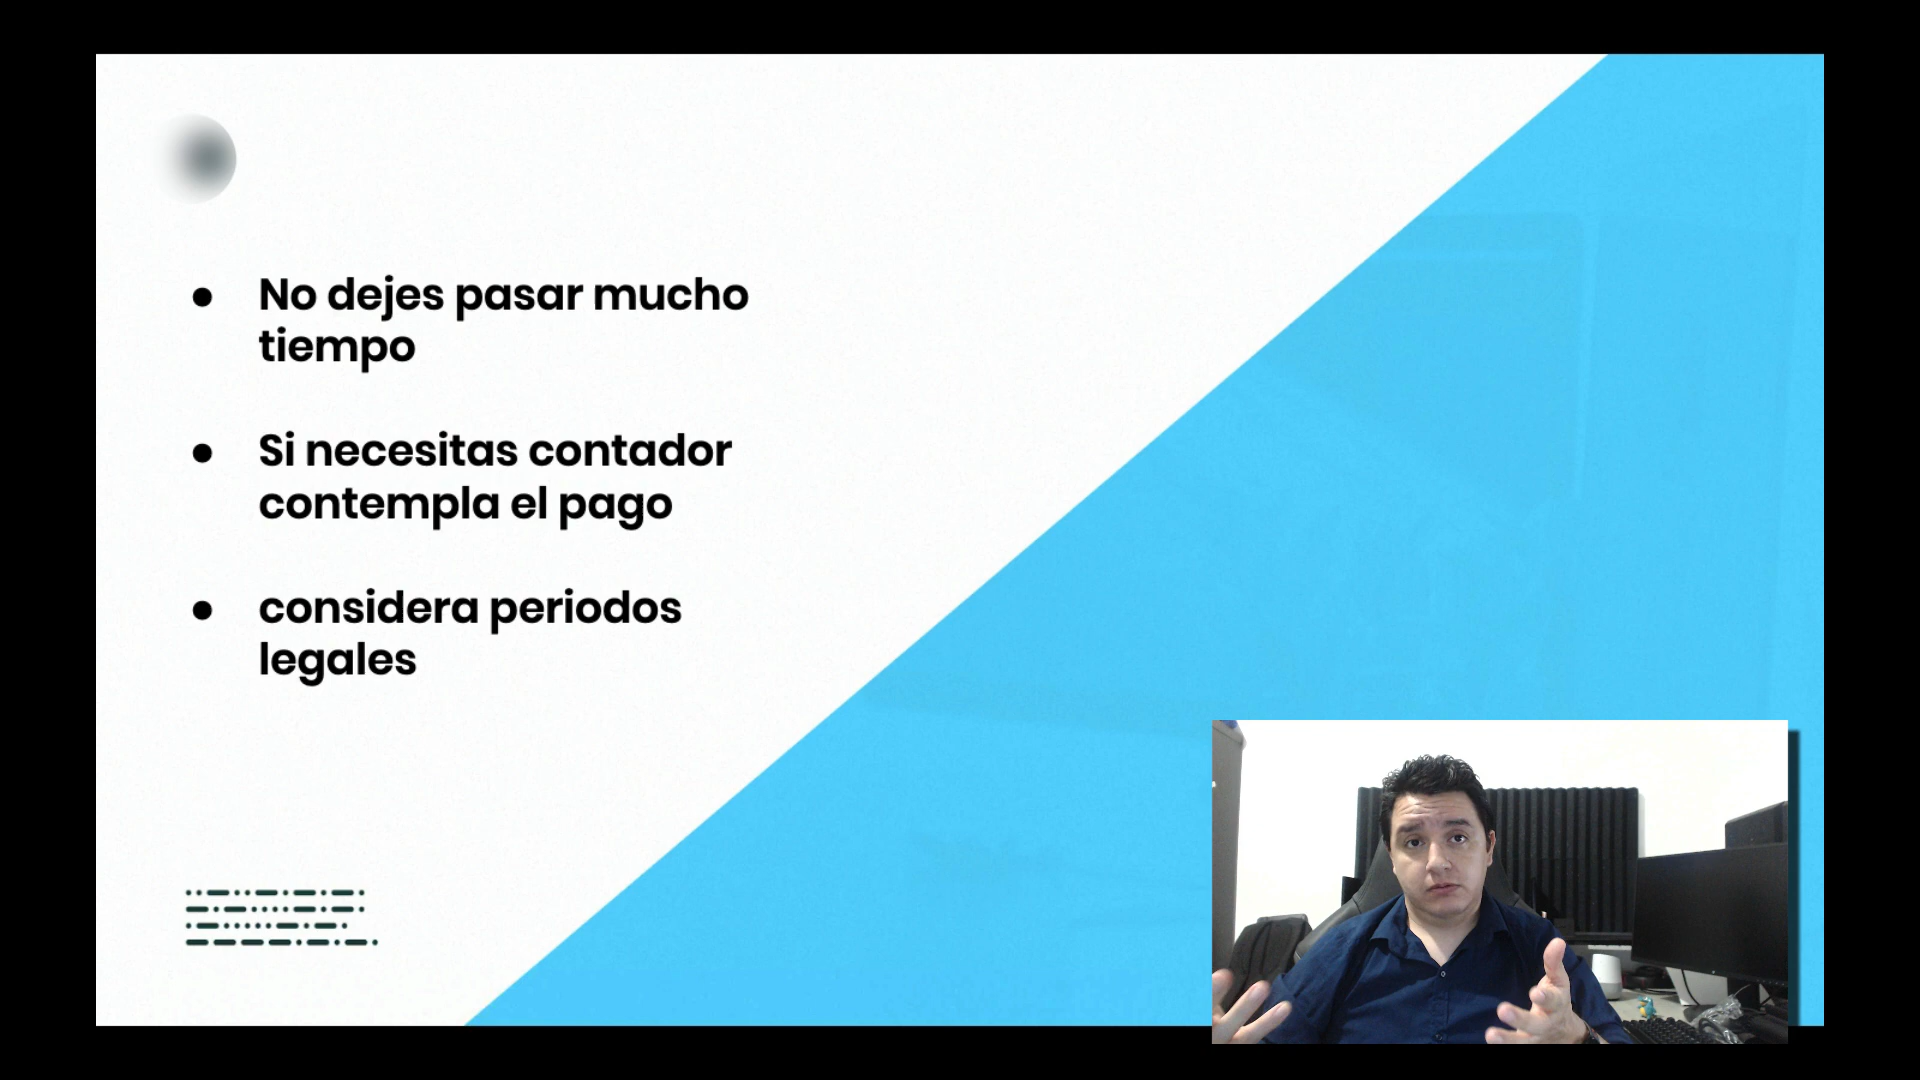 No dejes pasar mucho
tiempo
Si necesitas contador
contempla el pago
considera periodos
legales